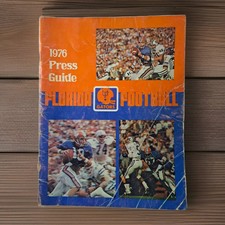 1976
Press
Guide
FLORIDA FOOTBALL
GATORS